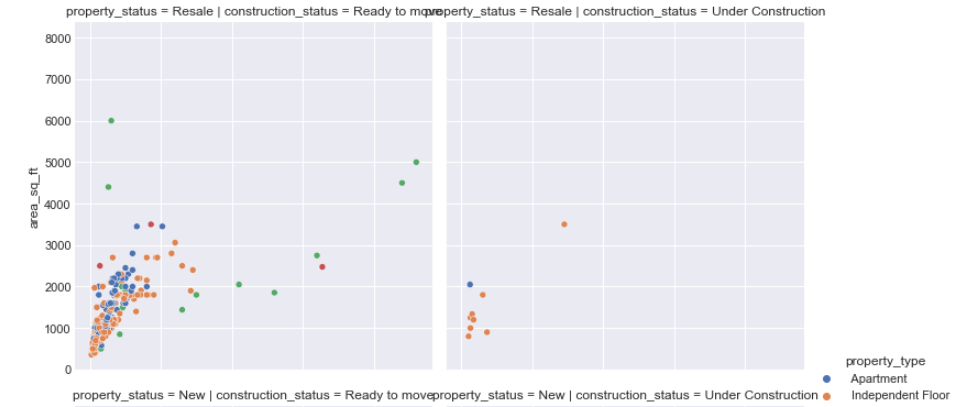 property_status = Resale | construction_status = Ready to move
property_status = Resale | construction_status = Under Construction
8000
7000
6000
5000
4000
3000
2000
1000
0
area_sq_ft
property_type
Apartment
Independent Floor
property_status = New | construction_status = Ready to move
property_status = New | construction_status = Under Construction